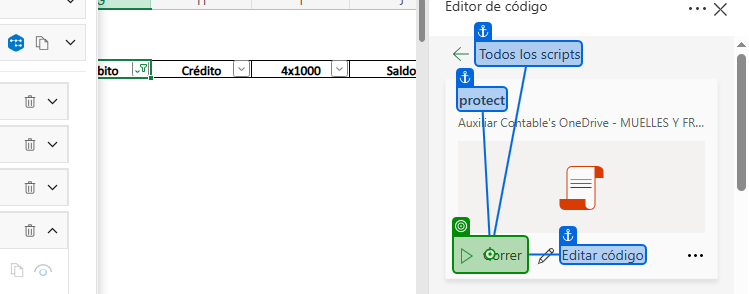 Editor de código
Todos los scripts
bito Crédito 4x1000 Saldo
protect
Auxiliar Contable's OneDrive - MUELLES Y FR...
Correr Editar código